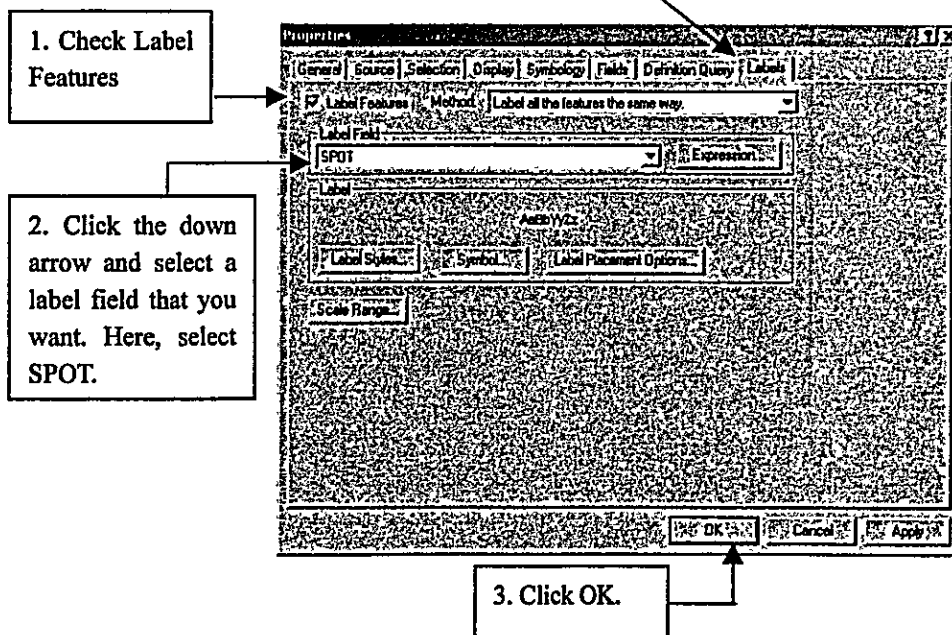 1. Check Label
Features
Properties
General Source Selection Display Symbology Fields Definition Query Labels
Label Features Method: Label all the features the same way.
Label Field
SPOT Expression...
2. Click the down
arrow and select a
label field that you
want. Here, select
SPOT.
Label
AaBbYyZz
Label Styles... Symbol... Label Placement Options...
Scale Range...
OK Cancel Apply
3. Click OK.